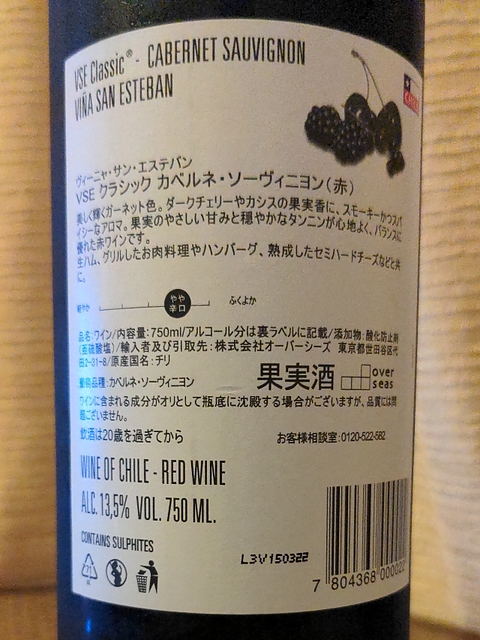 VSE Classic® - CABERNET SAUVIGNON
VIÑA SAN ESTEBAN
ヴィーニャ・サン・エステバン
VSE クラシック カベルネ・ソーヴィニヨン(赤)
美しく輝くガーネット色。ダークチェリーやカシスの果実香に、スモーキーかつスパ
イシーなアロマ。果実のやさしい甘みと穏やかなタンニンが心地よく、バランスに
優れた赤ワインです。
生ハム、グリルしたお肉料理やハンバーグ、熟成したセミハードチーズなどと共
に。
軽やか
やや
辛口
ふくよか
品名:ワイン/内容量:750ml/アルコール分は裏ラベルに記載/添加物:酸化防止剤
(亜硫酸塩)/輸入者及び引取先:株式会社オーバーシーズ 東京都世田谷区代
田2-31-8/原産国名:チリ
葡萄品種:カベルネ・ソーヴィニヨン
果実酒
over
seas
ワインに含まれる成分がオリとして瓶底に沈殿する場合がございますが、品質には問
題ございません。
飲酒は20歳を過ぎてから
お客様相談室:0120-522-582
WINE OF CHILE - RED WINE
ALC. 13,5% VOL. 750 ML.
CONTAINS SULPHITES
L3V150322
7 804368 000022